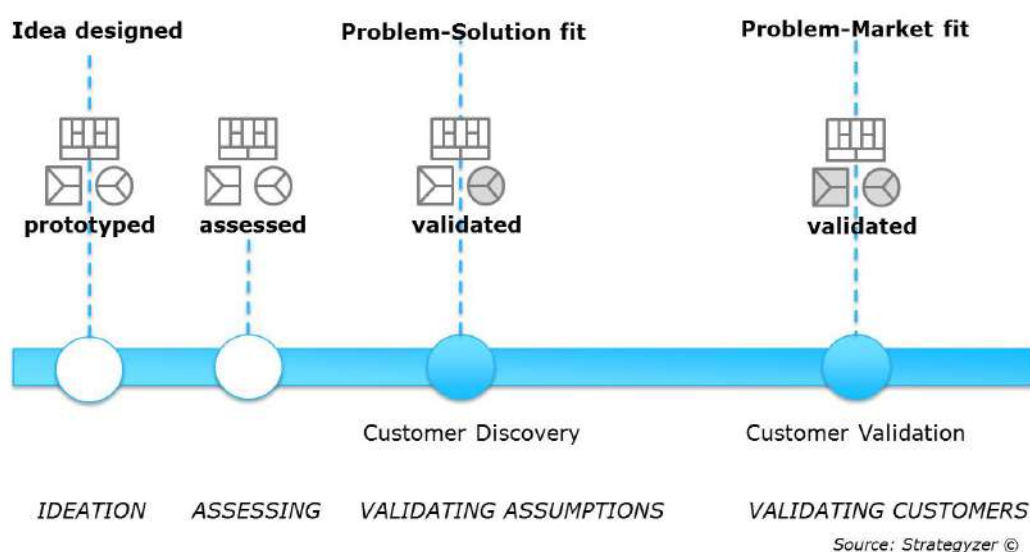 Idea designed
Problem-Solution fit
Problem-Market fit
prototyped
assessed
validated
validated
Customer Discovery
Customer Validation
IDEATION
ASSESSING
VALIDATING ASSUMPTIONS
VALIDATING CUSTOMERS
Source: Strategyzer ©